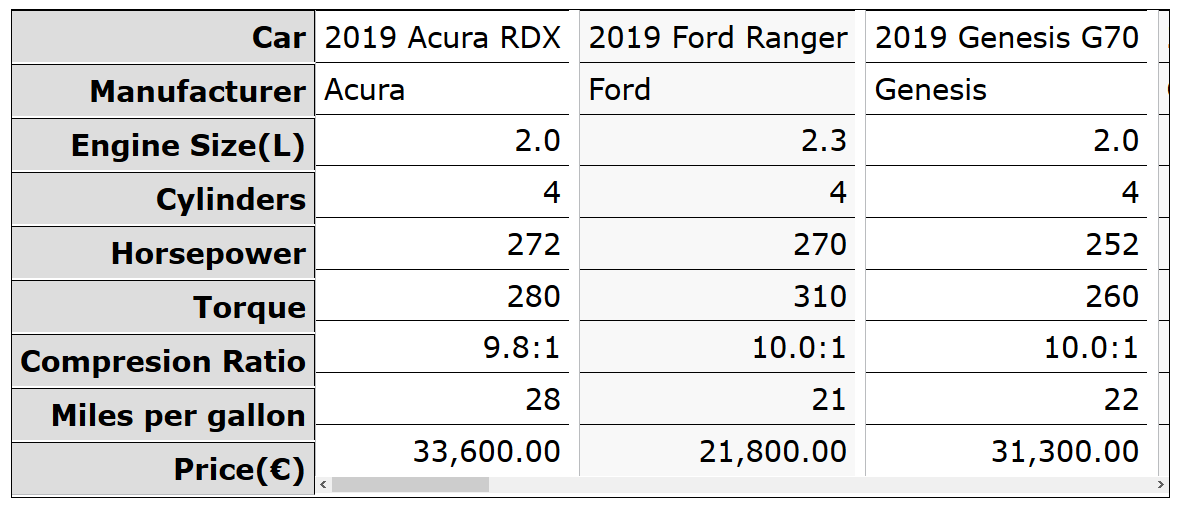 Car 2019 Acura RDX 2019 Ford Ranger 2019 Genesis G70
Manufacturer Acura Ford Genesis
Engine Size(L) 2.0 2.3 2.0
Cylinders 4 4 4
Horsepower 272 270 252
Torque 280 310 260
Compresion Ratio 9.8:1 10.0:1 10.0:1
Miles per gallon 28 21 22
Price(€) 33,600.00 21,800.00 31,300.00